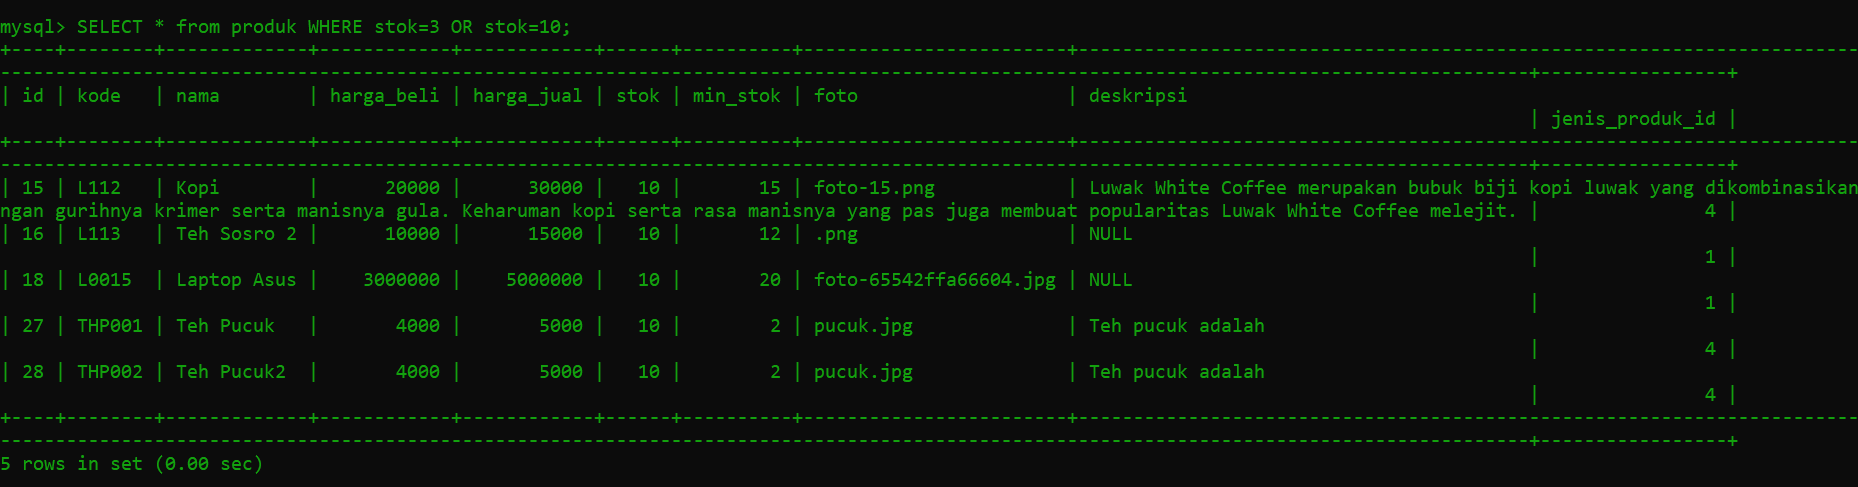 mysql> SELECT * from produk WHERE stok=3 OR stok=10;
+----+--------+-------------+------------+------------+------+----------+------------------------+-----------------------------------------------------------------------
-------------------------------------------------------------------------------------------------------------------------------------------+-----------------+
| id | kode   | nama        | harga_beli | harga_jual | stok | min_stok | foto                   | deskripsi
                                                                                                                                           | jenis_produk_id |
+----+--------+-------------+------------+------------+------+----------+------------------------+-----------------------------------------------------------------------
-------------------------------------------------------------------------------------------------------------------------------------------+-----------------+
| 15 | L112   | Kopi        |      20000 |      30000 |   10 |       15 | foto-15.png            | Luwak White Coffee merupakan bubuk biji kopi luwak yang dikombinasikan
ngan gurihnya krimer serta manisnya gula. Keharuman kopi serta rasa manisnya yang pas juga membuat popularitas Luwak White Coffee melejit. |               4 |
| 16 | L113   | Teh Sosro 2 |      10000 |      15000 |   10 |       12 | .png                   | NULL
                                                                                                                                           |               1 |
| 18 | L0015  | Laptop Asus |    3000000 |    5000000 |   10 |       20 | foto-65542ffa66604.jpg | NULL
                                                                                                                                           |               1 |
| 27 | THP001 | Teh Pucuk   |       4000 |       5000 |   10 |        2 | pucuk.jpg              | Teh pucuk adalah
                                                                                                                                           |               4 |
| 28 | THP002 | Teh Pucuk2  |       4000 |       5000 |   10 |        2 | pucuk.jpg              | Teh pucuk adalah
                                                                                                                                           |               4 |
+----+--------+-------------+------------+------------+------+----------+------------------------+-----------------------------------------------------------------------
-------------------------------------------------------------------------------------------------------------------------------------------+-----------------+
5 rows in set (0.00 sec)